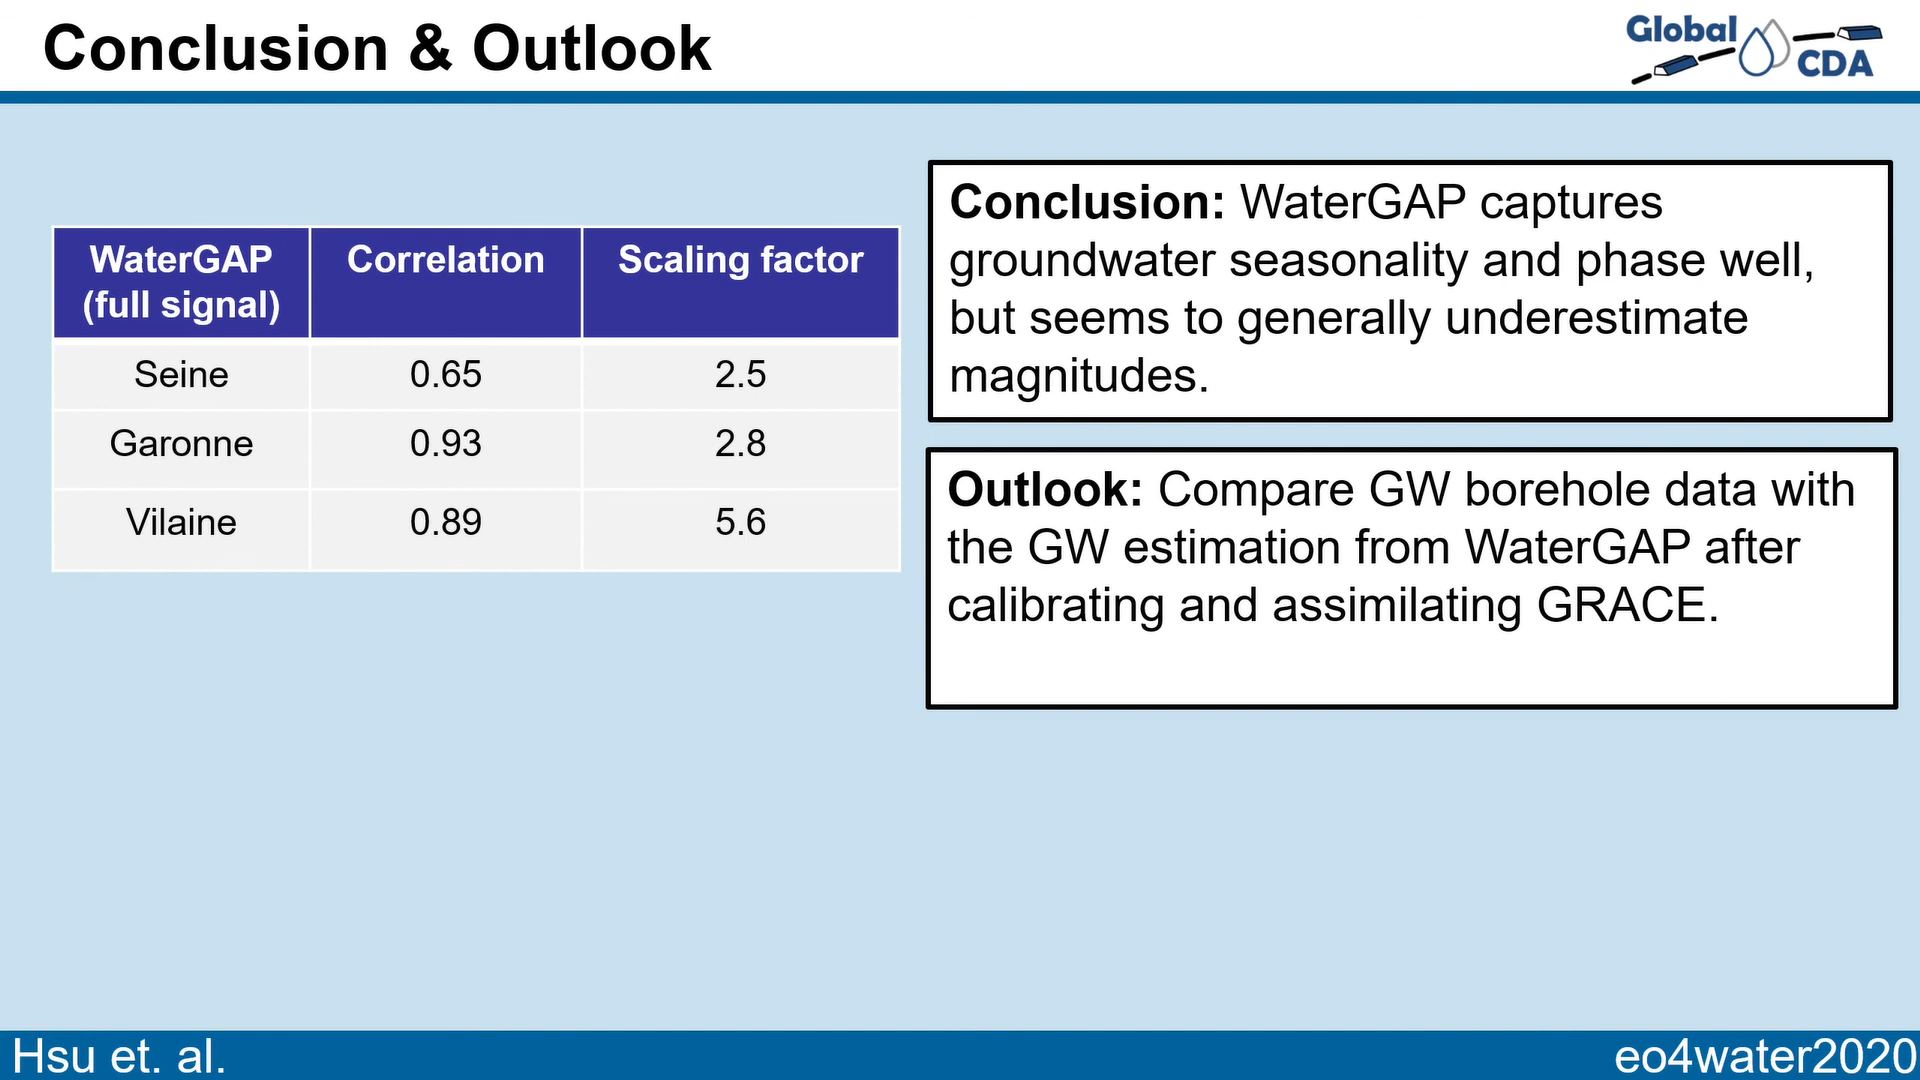 Conclusion & Outlook
Global
CDA
WaterGAP (full signal) Correlation Scaling factor
Seine 0.65 2.5
Garonne 0.93 2.8
Vilaine 0.89 5.6
Conclusion: WaterGAP captures
groundwater seasonality and phase well,
but seems to generally underestimate
magnitudes.
Outlook: Compare GW borehole data with
the GW estimation from WaterGAP after
calibrating and assimilating GRACE.
Hsu et. al.
eo4water2020